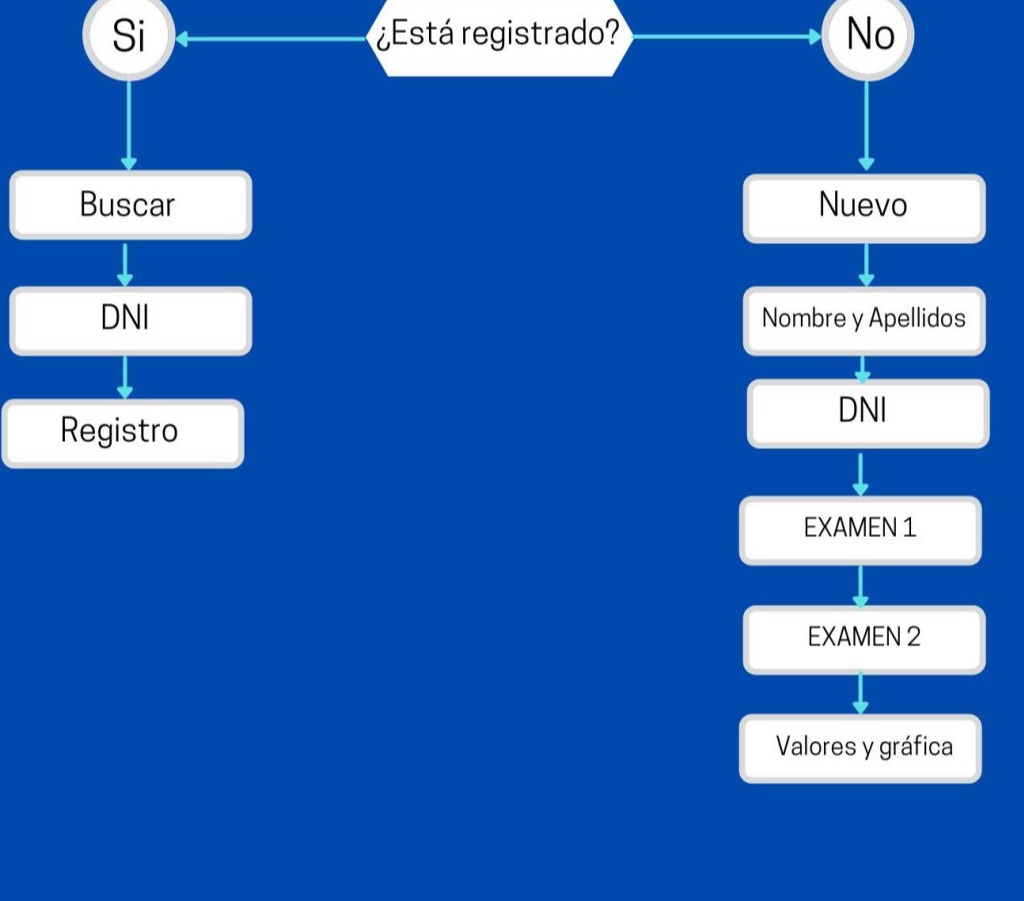 Si
¿Está registrado?
No
Buscar
DNI
Registro
Nuevo
Nombre y Apellidos
DNI
EXAMEN 1
EXAMEN 2
Valores y gráfica